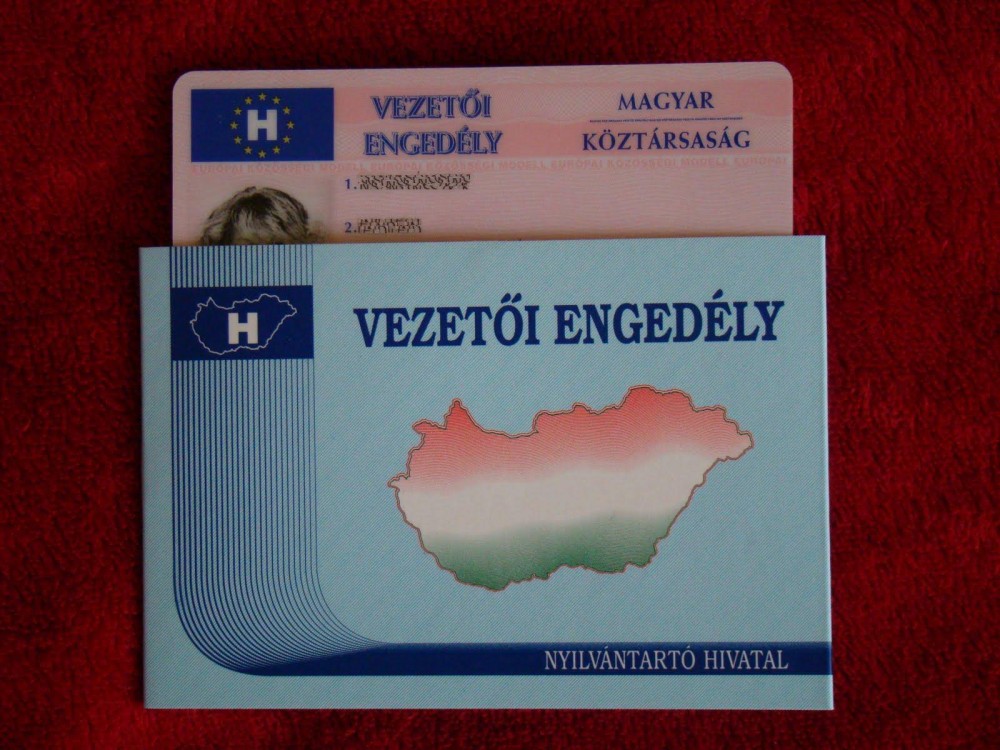 H
VEZETŐI
ENGEDÉLY
MAGYAR
KÖZTÁRSASÁG
1.
2.
H
VEZETŐI ENGEDÉLY
NYILVÁNTARTÓ HIVATAL